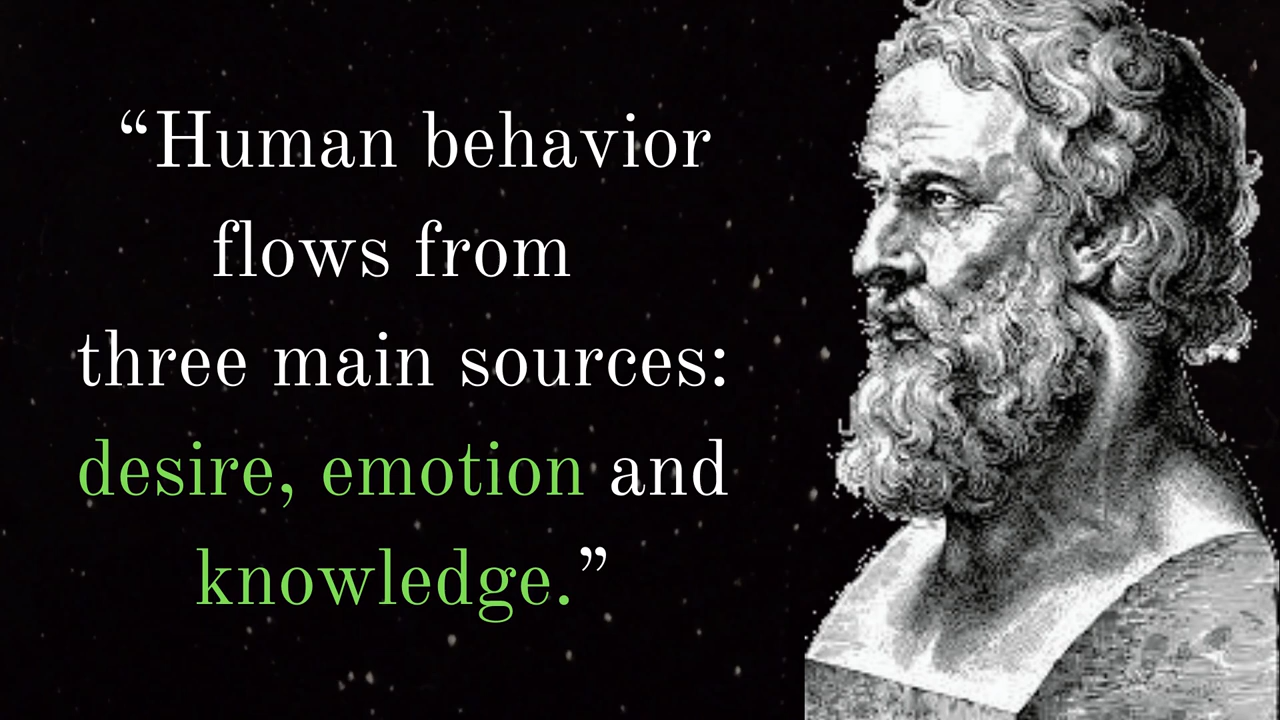 “Human behavior
flows from
three main sources:
desire, emotion and
knowledge.”